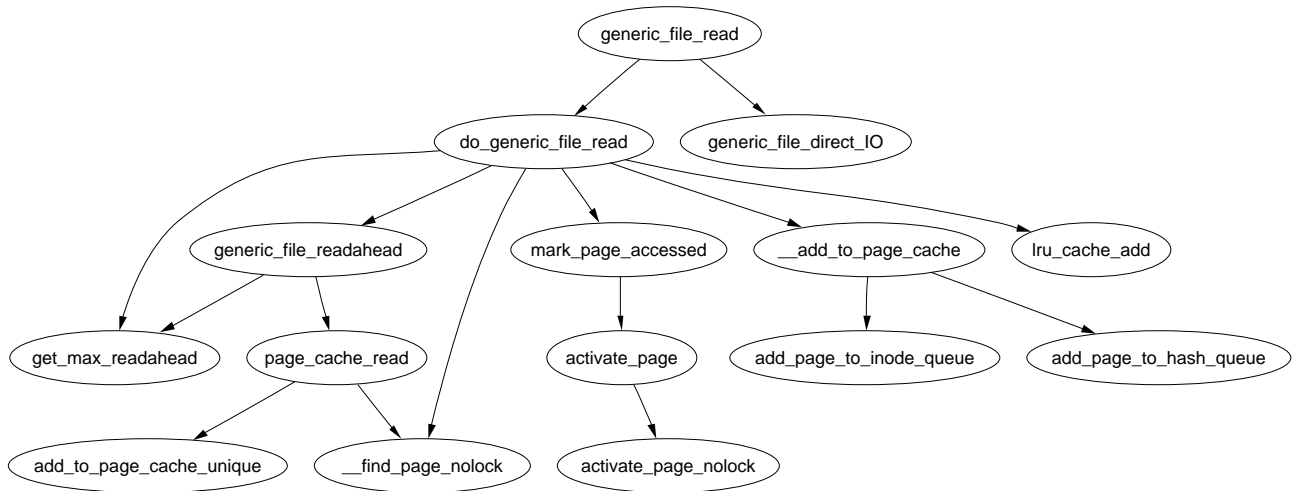 generic_file_read
do_generic_file_read
generic_file_direct_IO
generic_file_readahead
mark_page_accessed
__add_to_page_cache
lru_cache_add
get_max_readahead
page_cache_read
activate_page
add_page_to_inode_queue
add_page_to_hash_queue
add_to_page_cache_unique
__find_page_nolock
activate_page_nolock